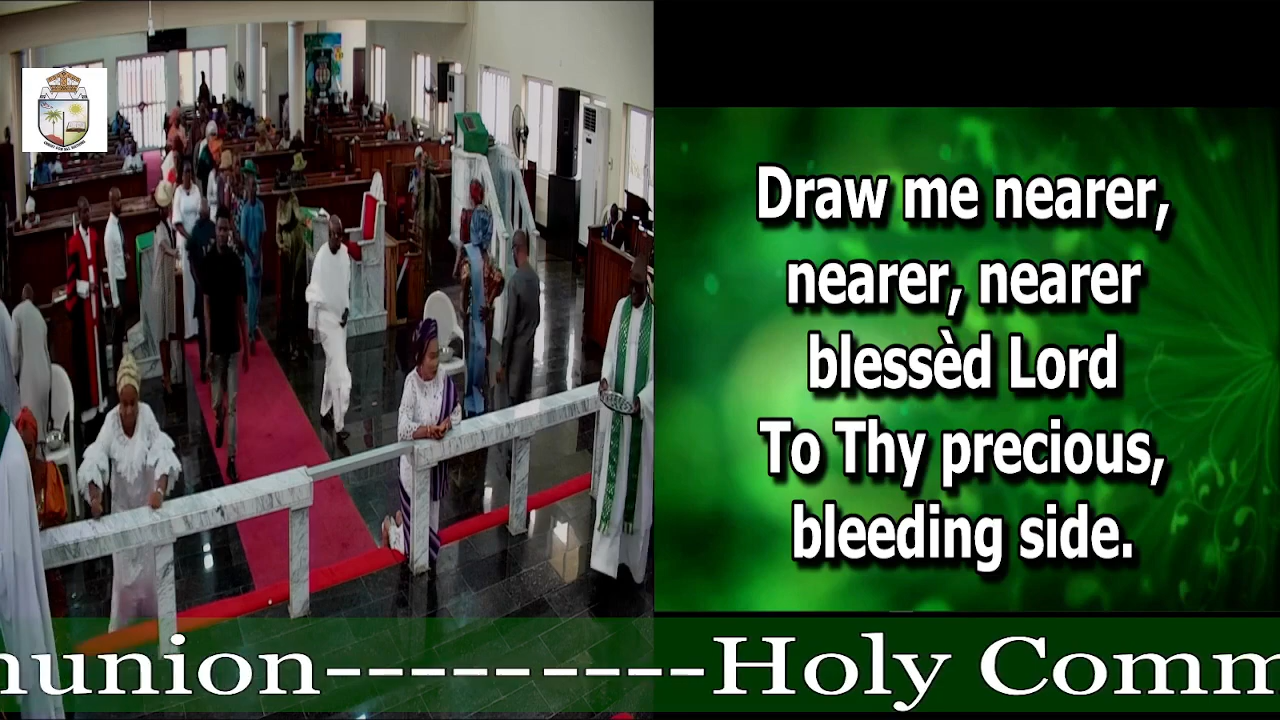 Draw me nearer,
nearer, nearer
blessèd Lord
To Thy precious,
bleeding side.
nunion---------Holy Comm